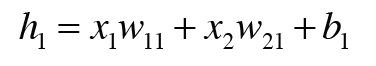 h₁ = x₁w₁₁ + x₂w₂₁ + b₁